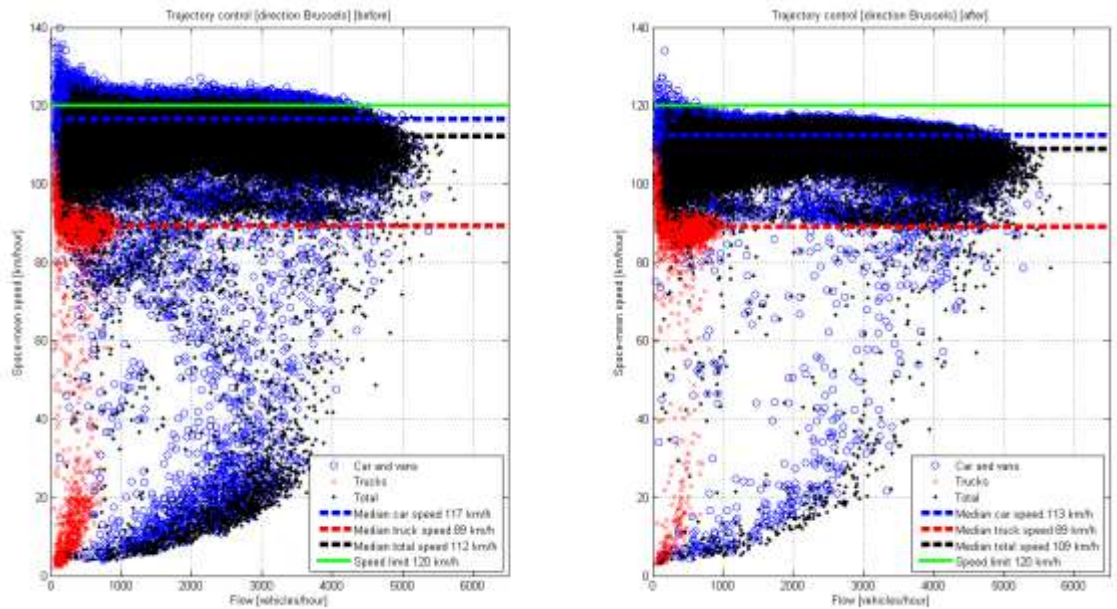 Trajectory control [direction Brussels] [before]
Space-mean speed [km/hour]
140
120
100
80
60
40
20
0
0
1000
2000
3000
4000
5000
6000
Flow [vehicles/hour]
Car and vans
Trucks
Total
Median car speed 117 km/h
Median truck speed 89 km/h
Median total speed 112 km/h
Speed limit 120 km/h
Trajectory control [direction Brussels] [after]
Space-mean speed [km/hour]
140
120
100
80
60
40
20
0
0
1000
2000
3000
4000
5000
6000
Flow [vehicles/hour]
Car and vans
Trucks
Total
Median car speed 113 km/h
Median truck speed 89 km/h
Median total speed 109 km/h
Speed limit 120 km/h